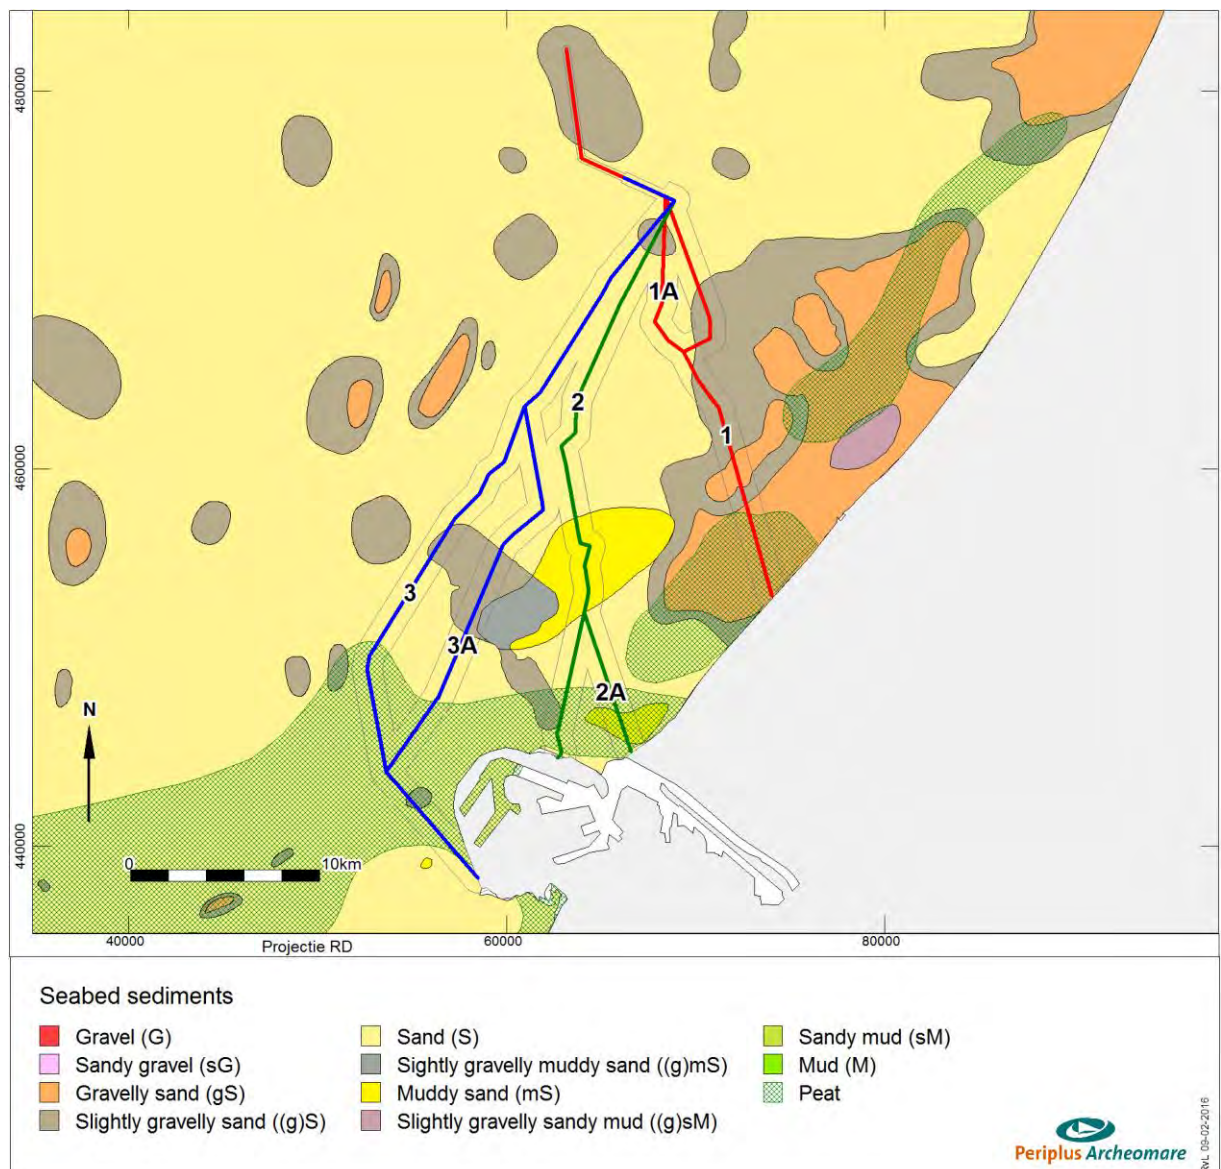 480000
460000
440000
1A
2
1
3
3A
2A
N
0 10km
40000 60000 80000
Projectie RD
Seabed sediments
Gravel (G)
Sandy gravel (sG)
Gravelly sand (gS)
Slightly gravelly sand ((g)S)
Sand (S)
Sightly gravelly muddy sand ((g)mS)
Muddy sand (mS)
Slightly gravelly sandy mud ((g)sM)
Sandy mud (sM)
Mud (M)
Peat
Periplus Archeomare
09-02-2016